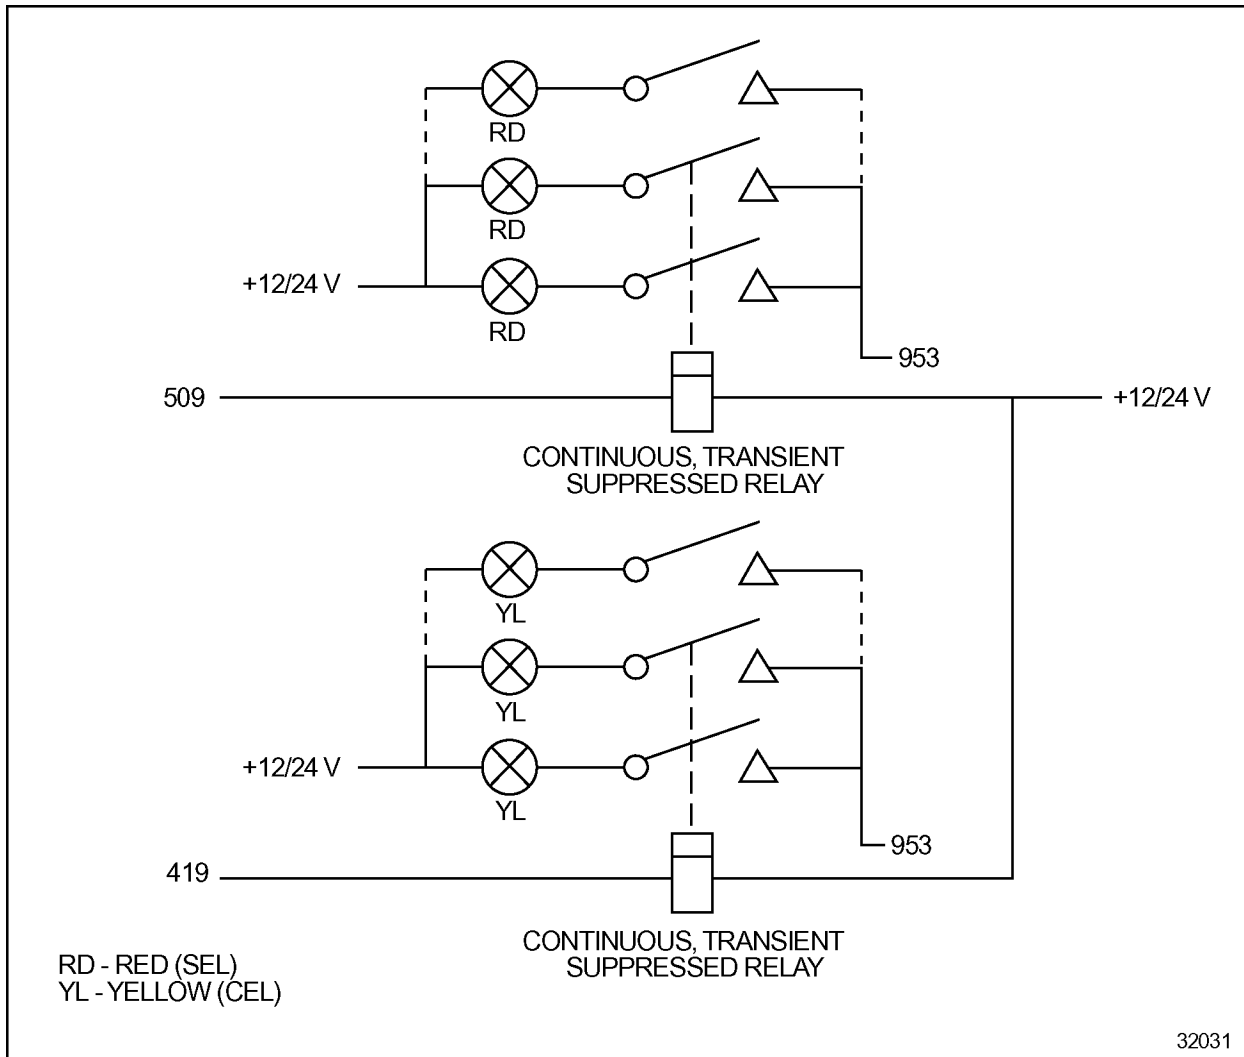 RD
RD
+12/24 V
RD
953
509
+12/24 V
CONTINUOUS, TRANSIENT
SUPPRESSED RELAY
YL
YL
+12/24 V
YL
953
419
CONTINUOUS, TRANSIENT
SUPPRESSED RELAY
RD - RED (SEL)
YL - YELLOW (CEL)
32031